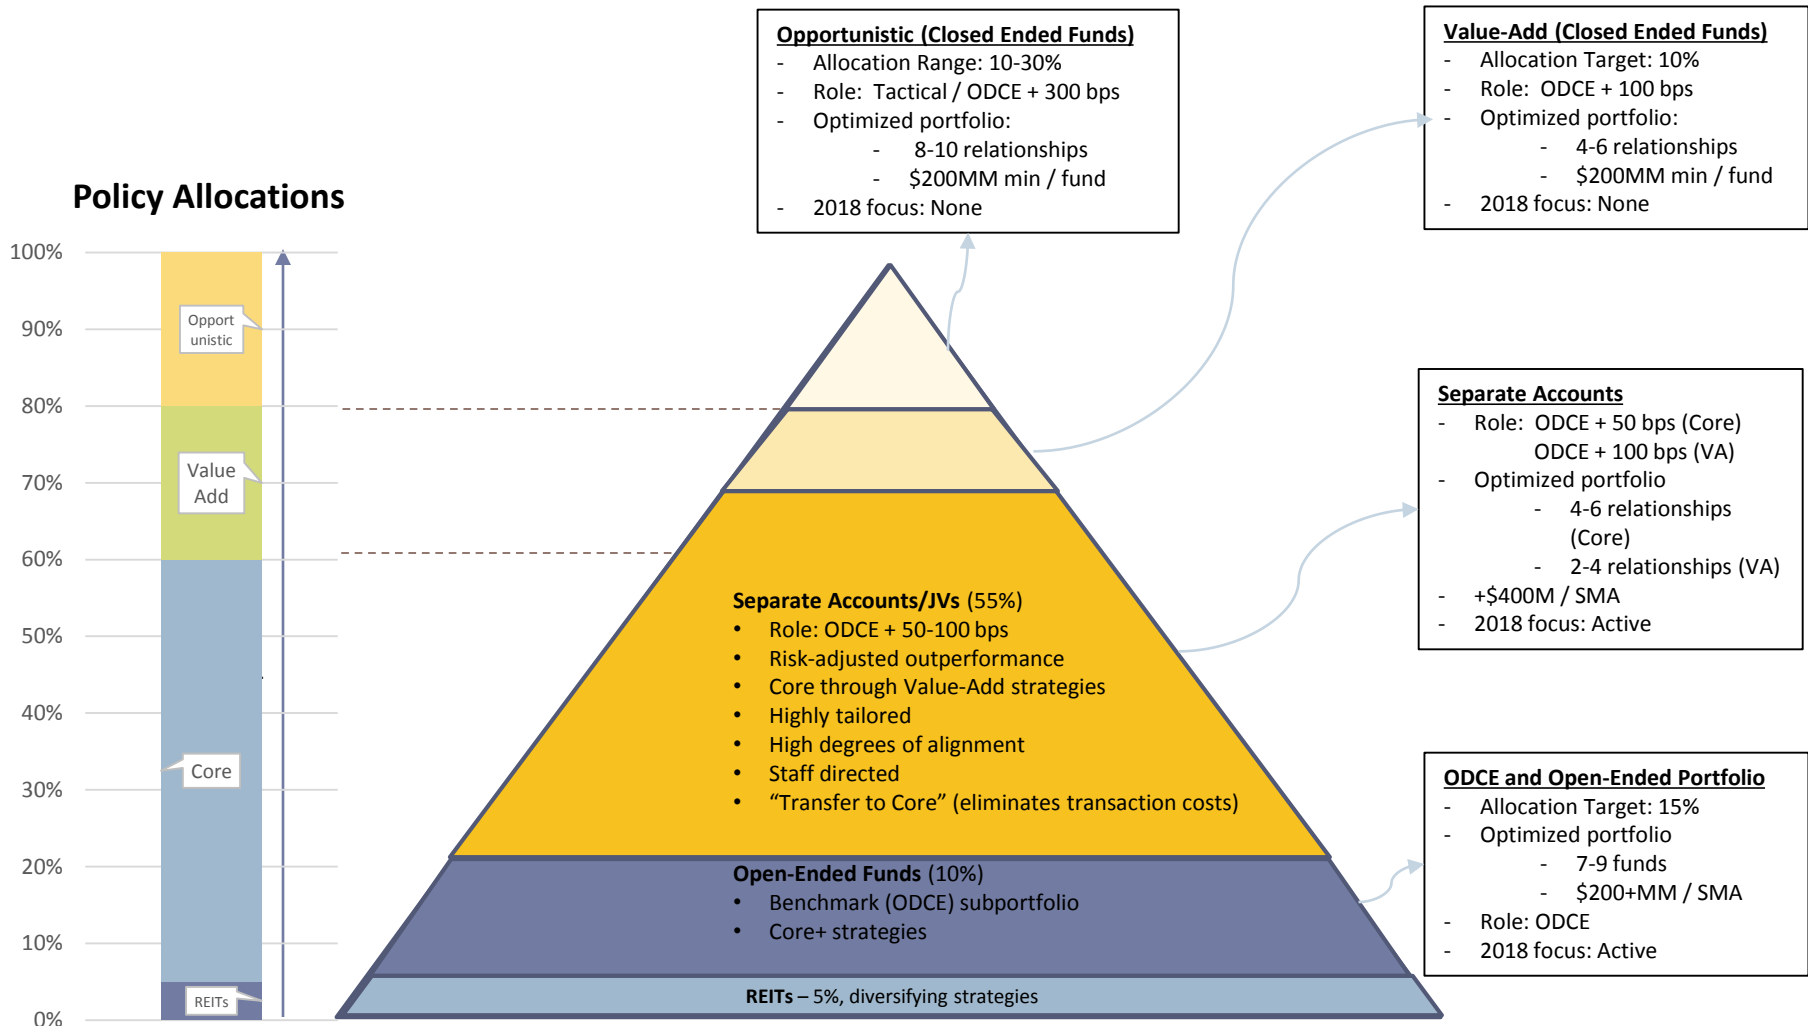 Opportunistic (Closed Ended Funds)
- Allocation Range: 10-30%
- Role: Tactical / ODCE + 300 bps
- Optimized portfolio:
- 8-10 relationships
- $200MM min / fund
- 2018 focus: None
Value-Add (Closed Ended Funds)
- Allocation Target: 10%
- Role: ODCE + 100 bps
- Optimized portfolio:
- 4-6 relationships
- $200MM min / fund
- 2018 focus: None
Policy Allocations
100%
90%
80%
70%
60%
50%
40%
30%
20%
10%
0%
Opport
unistic
Value
Add
Core
REITs
Separate Accounts/JVs (55%)
• Role: ODCE + 50-100 bps
• Risk-adjusted outperformance
• Core through Value-Add strategies
• Highly tailored
• High degrees of alignment
• Staff directed
• “Transfer to Core” (eliminates transaction costs)
Open-Ended Funds (10%)
• Benchmark (ODCE) subportfolio
• Core+ strategies
REITs – 5%, diversifying strategies
Separate Accounts
- Role: ODCE + 50 bps (Core)
ODCE + 100 bps (VA)
- Optimized portfolio
- 4-6 relationships
(Core)
- 2-4 relationships (VA)
- +$400M / SMA
- 2018 focus: Active
ODCE and Open-Ended Portfolio
- Allocation Target: 15%
- Optimized portfolio
- 7-9 funds
- $200+MM / SMA
- Role: ODCE
- 2018 focus: Active